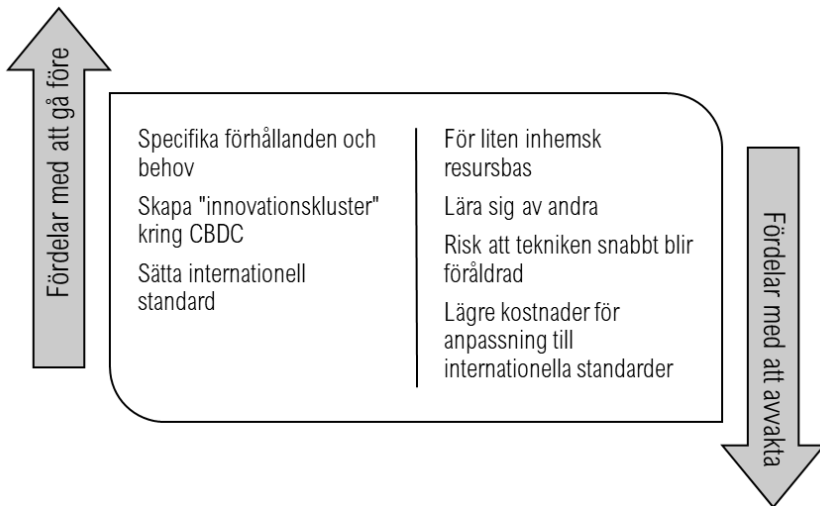 Fördelar med att gå före
Specifika förhållanden och
behov
Skapa "innovationskluster"
kring CBDC
Sätta internationell
standard
För liten inhemsk
resursbas
Lära sig av andra
Risk att tekniken snabbt blir
föråldrad
Lägre kostnader för
anpassning till
internationella standarder
Fördelar med att avvakta